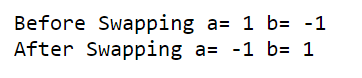 Before Swapping a= 1 b= -1
After Swapping a= -1 b= 1